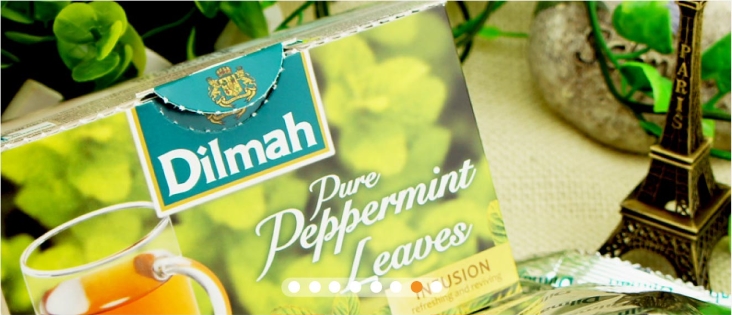 Dilmah
Pure
Peppermint
Leaves
INFUSION
refreshing and reviving
PARIS